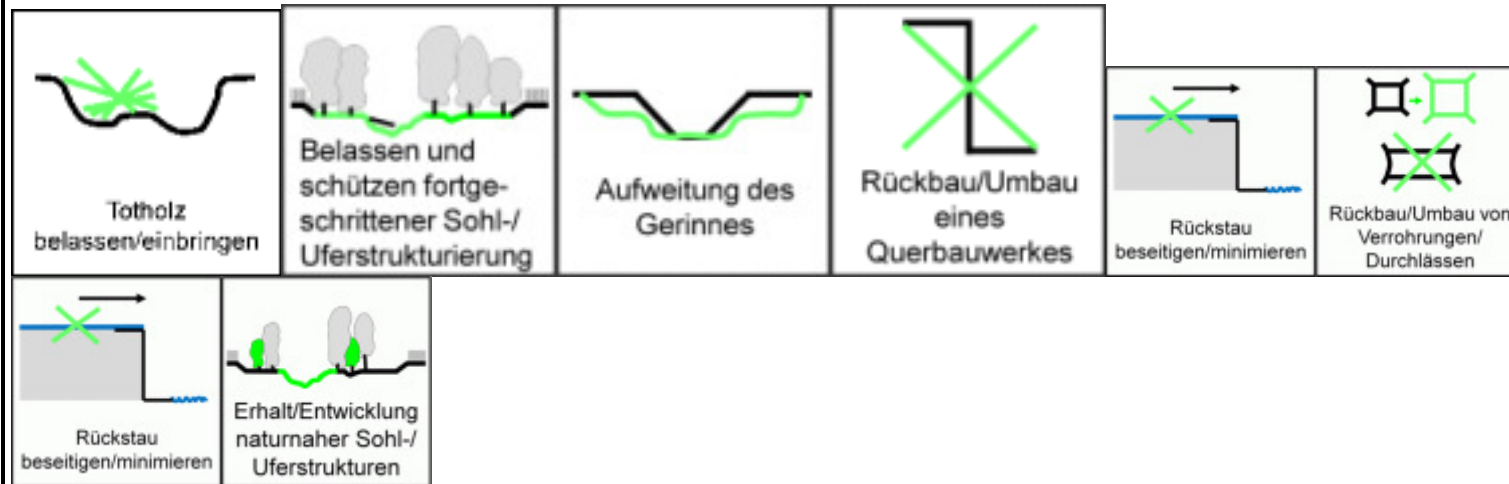 Totholz
belassen/einbringen
Belassen und
schützen fortge-
schrittener Sohl-/
Uferstrukturierung
Aufweitung des
Gerinnes
Rückbau/Umbau
eines
Querbauwerkes
Rückstau
beseitigen/minimieren
Rückbau/Umbau von
Verrohrungen/
Durchlässen
Rückstau
beseitigen/minimieren
Erhalt/Entwicklung
naturnaher Sohl-/
Uferstrukturen